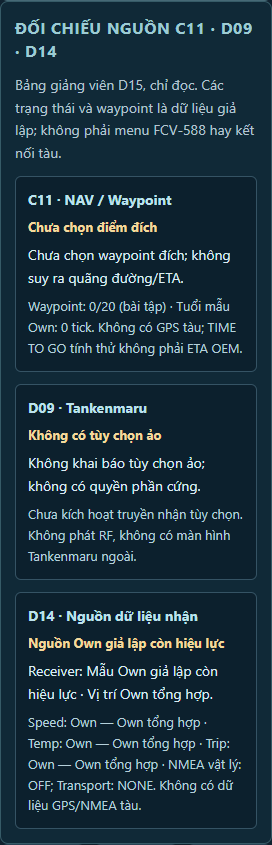 ĐỐI CHIẾU NGUỒN C11 · D09
· D14
Bảng giảng viên D15, chỉ đọc. Các
trạng thái và waypoint là dữ liệu giả
lập; không phải menu FCV-588 hay kết
nối tàu.
C11 · NAV / Waypoint
Chưa chọn điểm đích
Chưa chọn waypoint đích; không
suy ra quãng đường/ETA.
Waypoint: 0/20 (bài tập) · Tuổi mẫu
Own: 0 tick. Không có GPS tàu; TIME
TO GO tính thử không phải ETA OEM.
D09 · Tankenmaru
Không có tùy chọn ảo
Không khai báo tùy chọn ảo;
không có quyền phần cứng.
Chưa kích hoạt truyền nhận tùy chọn.
Không phát RF, không có màn hình
Tankenmaru ngoài.
D14 · Nguồn dữ liệu nhận
Nguồn Own giả lập còn hiệu lực
Receiver: Mẫu Own giả lập còn
hiệu lực · Vị trí Own tổng hợp.
Speed: Own — Own tổng hợp ·
Temp: Own — Own tổng hợp · Trip:
Own — Own tổng hợp · NMEA vật lý:
OFF; Transport: NONE. Không có dữ
liệu GPS/NMEA tàu.